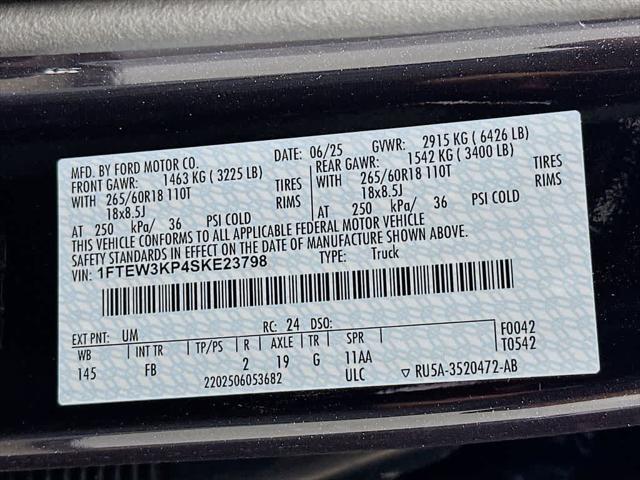 MFD. BY FORD MOTOR CO. DATE: 06/25 GVWR: 2915 KG ( 6426 LB)
FRONT GAWR: 1463 KG ( 3225 LB) REAR GAWR: 1542 KG ( 3400 LB)
WITH 265/60R18 110T TIRES WITH 265/60R18 110T TIRES
18x8.5J RIMS 18x8.5J RIMS
AT 250 kPa/ 36 PSI COLD AT 250 kPa/ 36 PSI COLD
THIS VEHICLE CONFORMS TO ALL APPLICABLE FEDERAL MOTOR VEHICLE
SAFETY STANDARDS IN EFFECT ON THE DATE OF MANUFACTURE SHOWN ABOVE.
VIN: 1FTEW3KP4SKE23798 TYPE: Truck
EXT PNT: UM RC: 24 DSO: F0042
WB INT TR TP/PS R AXLE TR SPR T0542
145 FB 2 19 G 11AA
2202506053682 ULC ▽ RU5A-3520472-AB